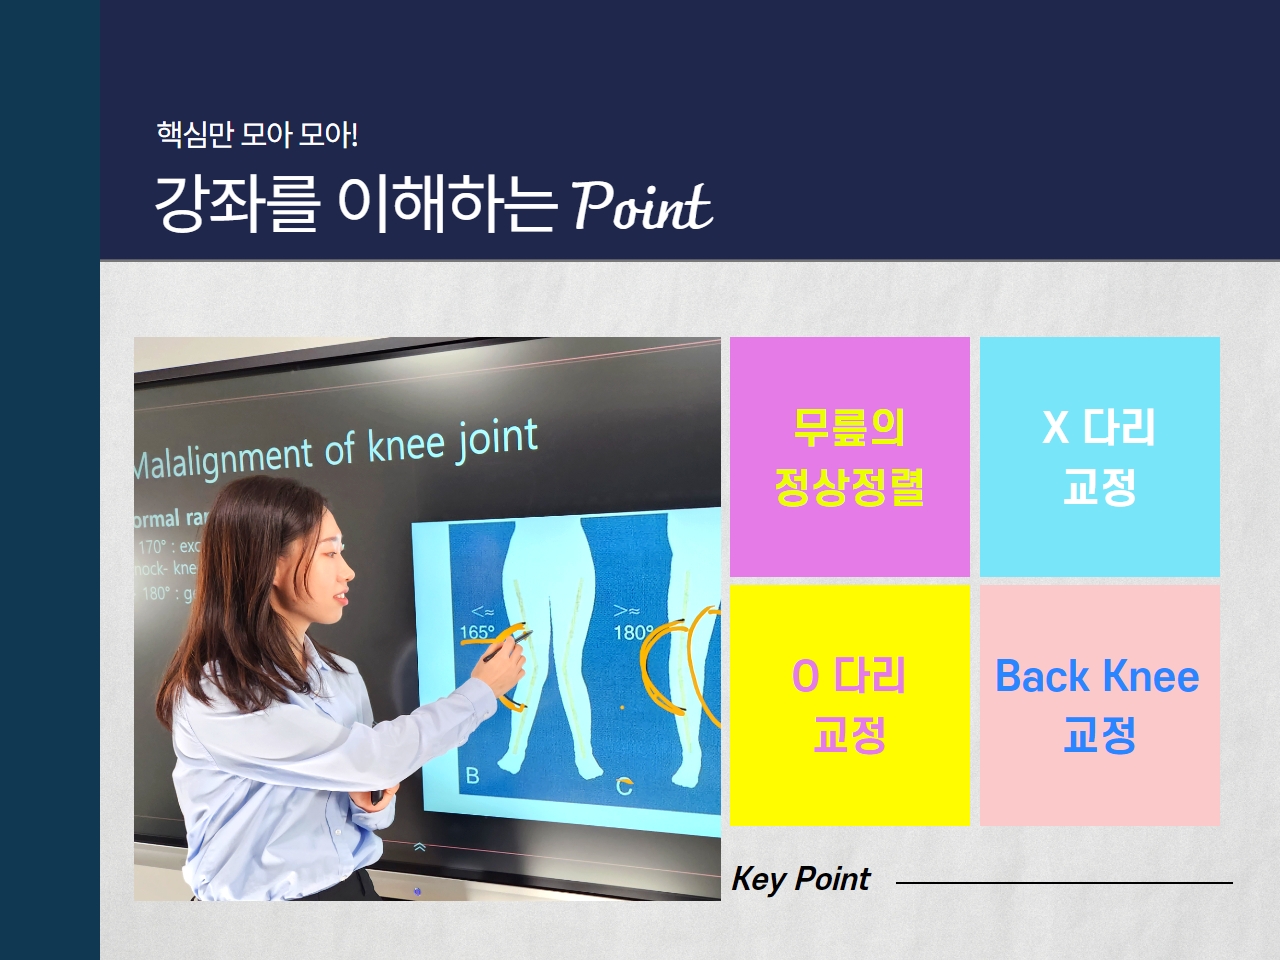 핵심만 모아 모아!
강좌를 이해하는 Point
Malalignment of knee joint
170° :
180° :
<≈
165°
>≈
180°
B
C
무릎의
정상정렬
X 다리
교정
O 다리
교정
Back Knee
교정
Key Point